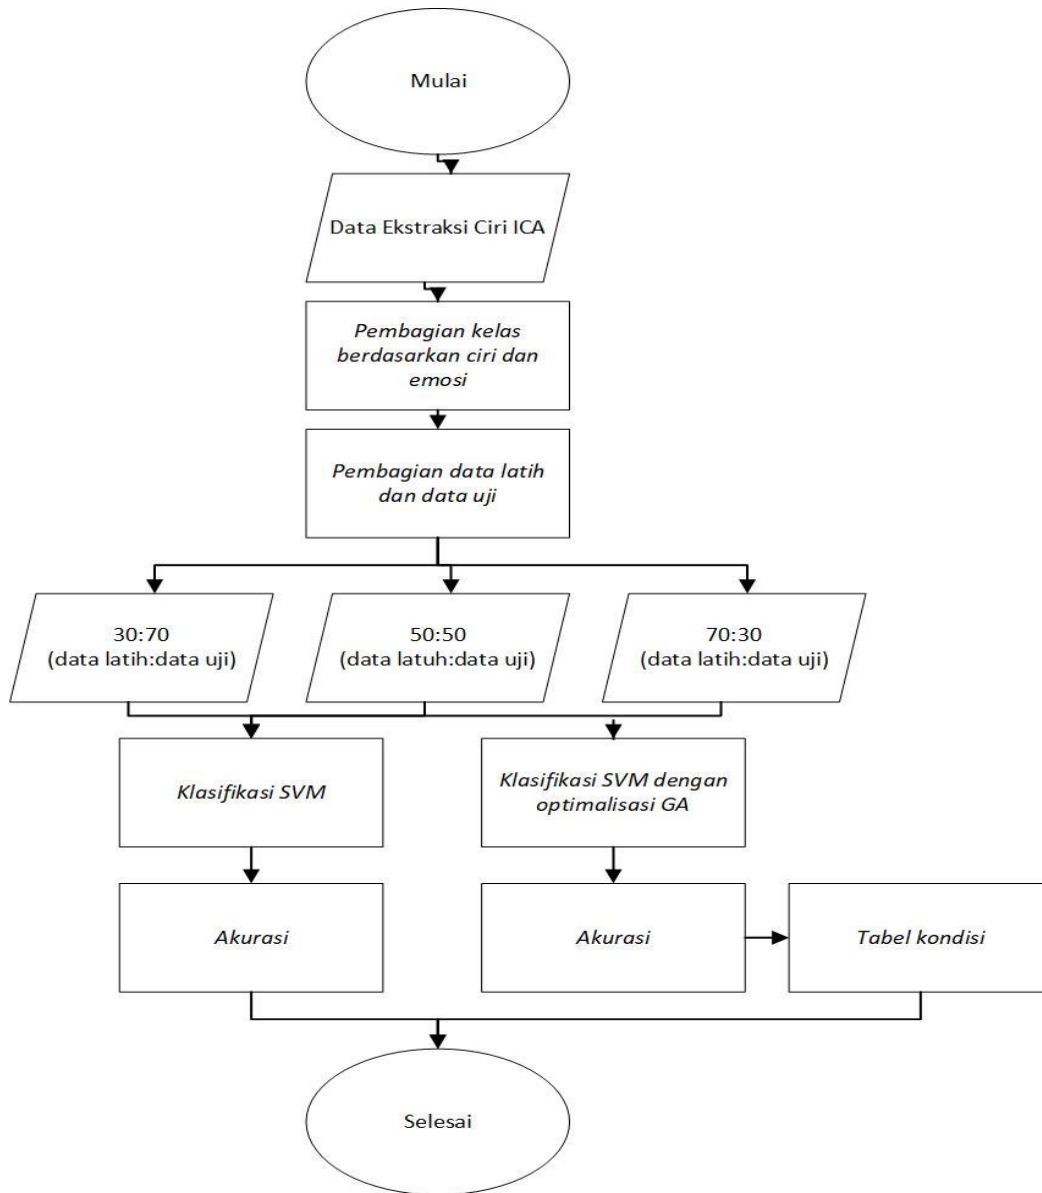 Mulai
Data Ekstraksi Ciri ICA
Pembagian kelas
berdasarkan ciri dan
emosi
Pembagian data latih
dan data uji
30:70
(data latih:data uji)
50:50
(data latuh:data uji)
70:30
(data latih:data uji)
Klasifikasi SVM
Klasifikasi SVM dengan
optimalisasi GA
Akurasi
Akurasi
Tabel kondisi
Selesai